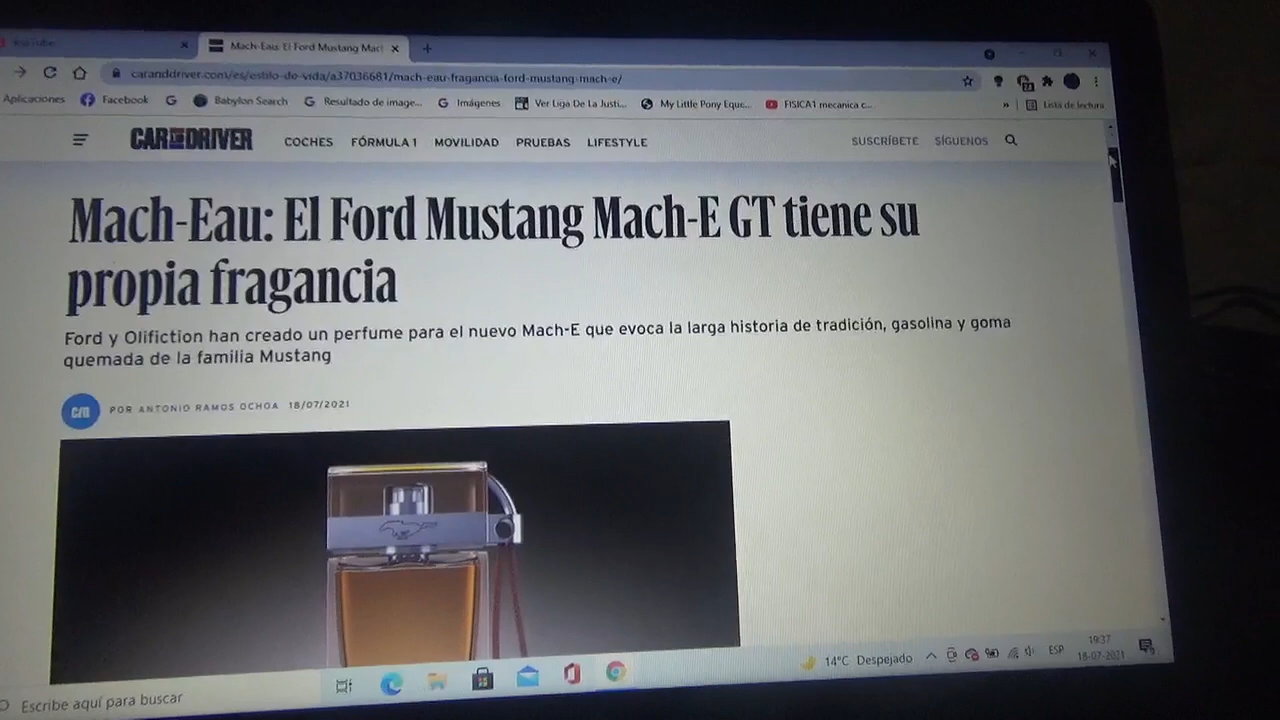 YouTube
Mach-Eau: El Ford Mustang Mach
caranddriver.com/es/estilo-de-vida/a37036681/mach-eau-fragancia-ford-mustang-mach-e/
Aplicaciones Facebook Babylon Search Resultado de image... Imágenes Ver Liga De La Justi... My Little Pony Eque... FISICA1 mecanica c... » Lista de lectura
CAR AND DRIVER COCHES FÓRMULA 1 MOVILIDAD PRUEBAS LIFESTYLE SUSCRÍBETE SÍGUENOS
Mach-Eau: El Ford Mustang Mach-E GT tiene su
propia fragancia
Ford y Olifiction han creado un perfume para el nuevo Mach-E que evoca la larga historia de tradición, gasolina y goma
quemada de la familia Mustang
C/D POR ANTONIO RAMOS OCHOA 18/07/2021
14°C Despejado ESP 19:37
18-07-2021
Escribe aquí para buscar